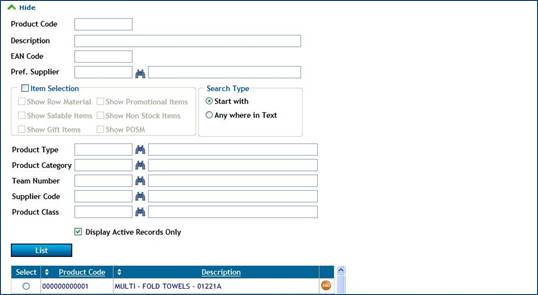 Hide
Product Code
Description
EAN Code
Pref. Supplier
Item Selection Search Type
Show Row Material Show Promotional Items Start with
Show Salable Items Show Non Stock Items Any where in Text
Show Gift Items Show POSM
Product Type
Product Category
Team Number
Supplier Code
Product Class
Display Active Records Only
List
Select Product Code Description
000000000001 MULTI - FOLD TOWELS - 01221A